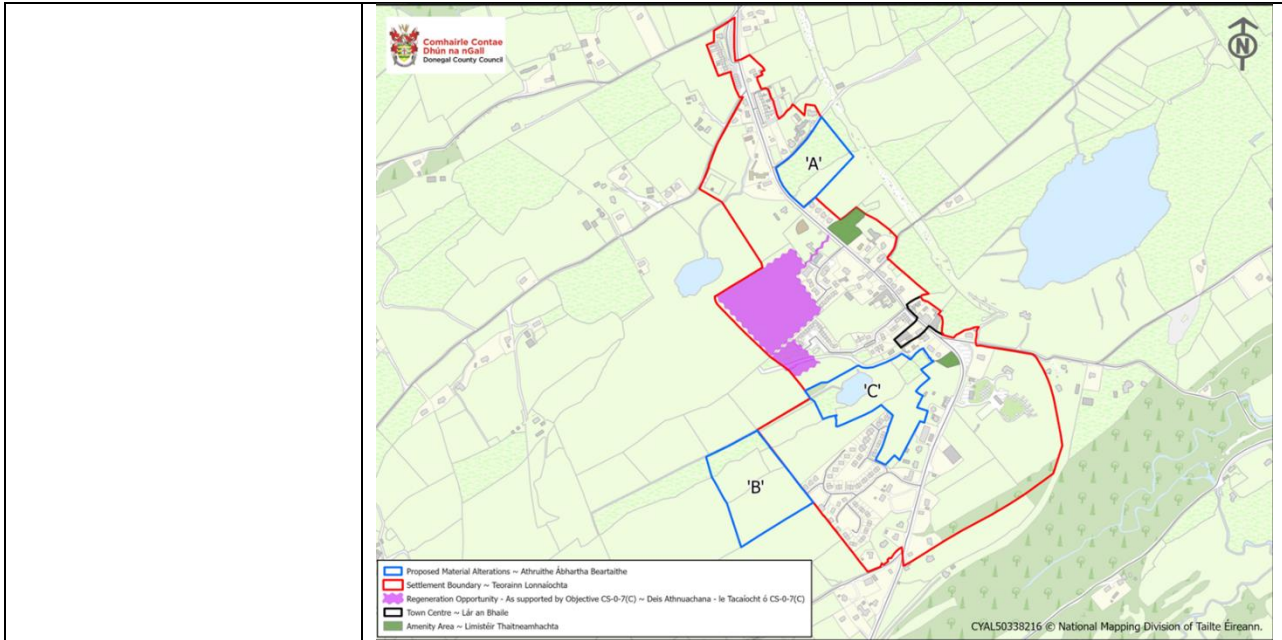 Comhairle Contae
Dhún na nGall
Donegal County Council
N
'A'
'C'
'B'
Proposed Material Alterations ~ Athruithe Ábhartha Beartaithe
Settlement Boundary ~ Teorainn Lonnaíochta
Regeneration Opportunity - As supported by Objective CS-0-7(C) ~ Deis Athnuachana - le Tacaíocht ó CS-0-7(C)
Town Centre ~ Lár an Bhaile
Amenity Area ~ Limistéir Thaitneamhachta
CYAL50338216 © National Mapping Division of Tailte Éireann.